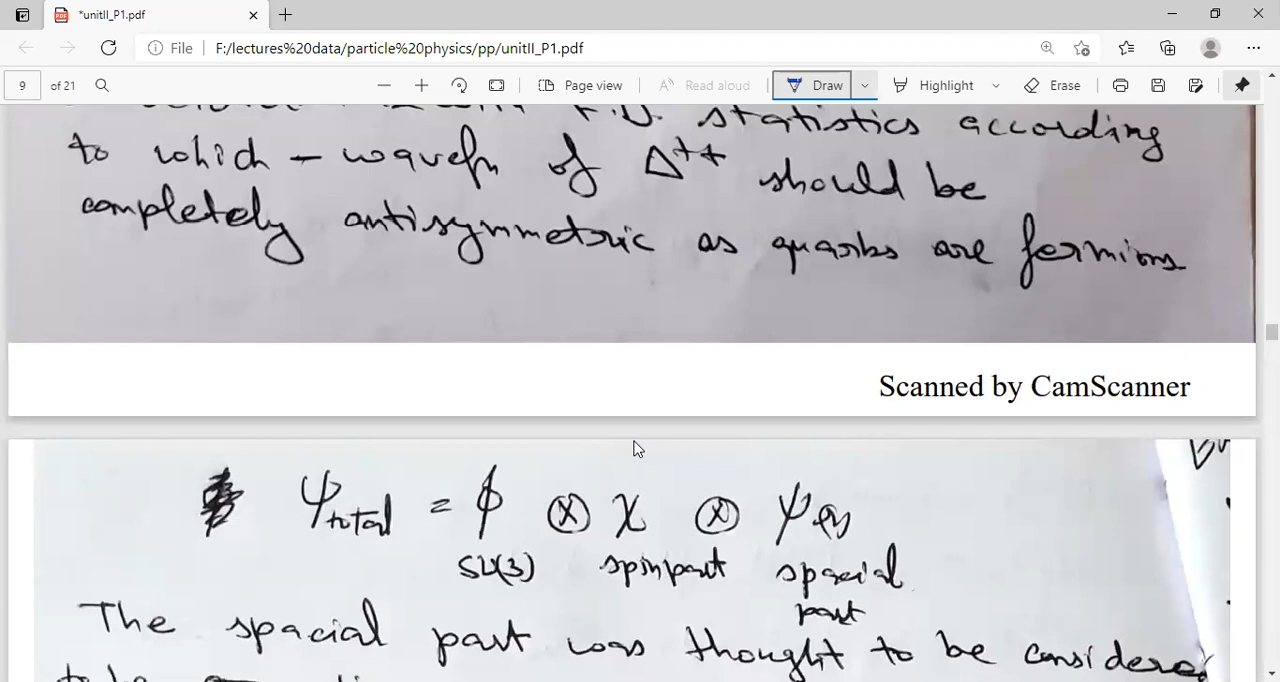 *unitII_P1.pdf
File F:/lectures%20data/particle%20physics/pp/unitII_P1.pdf
9 of 21 Page view Read aloud Draw Highlight Erase
statistics according
to which - wavefn of Δ++ should be
completely antisymmetric as quarks are fermions
Scanned by CamScanner
ψtotal = φ ⊗ χ ⊗ ψ(r)
SU(3) spinpart spacial
part
The spacial part was thought to be considered
to be